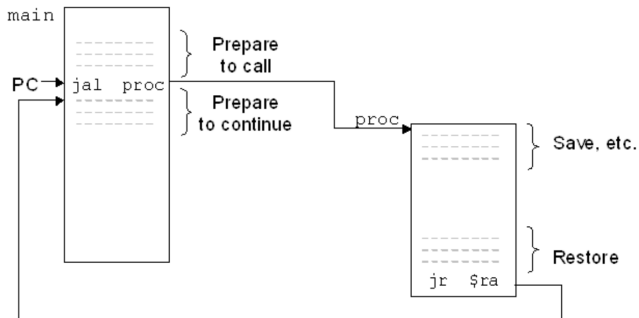 main
Prepare
to call
PC
jal proc
Prepare
to continue
proc
Save, etc.
Restore
jr $ra